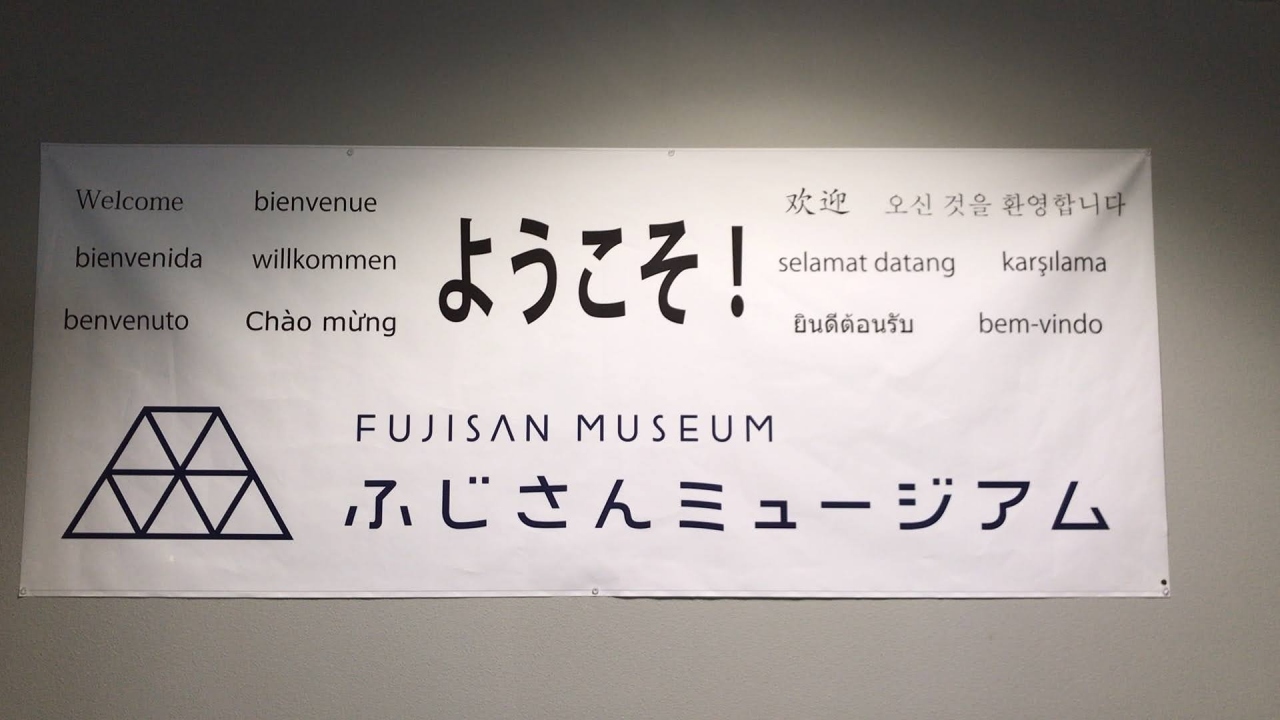 Welcome bienvenue
bienvenida willkommen
benvenuto Chào mừng
ようこそ！
欢迎 오신 것을 환영합니다
selamat datang karşılama
ยินดีต้อนรับ bem-vindo
FUJISAN MUSEUM
ふじさんミュージアム